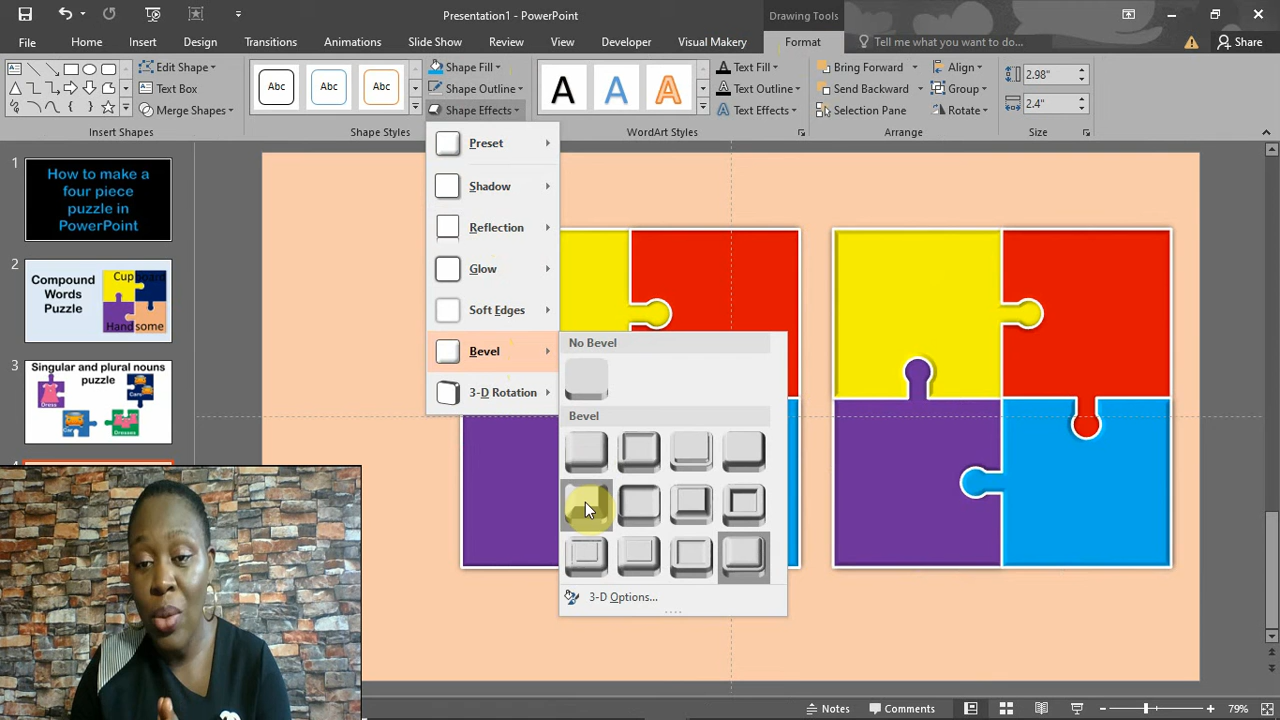 Presentation1 - PowerPoint
Drawing Tools
File
Home
Insert
Design
Transitions
Animations
Slide Show
Review
View
Developer
Visual Makery
Format
Tell me what you want to do...
Share
Edit Shape
Text Box
Merge Shapes
Insert Shapes
Abc
Abc
Abc
Shape Fill
Shape Outline
Shape Effects
Shape Styles
A
A
A
Text Fill
Text Outline
Text Effects
WordArt Styles
Bring Forward
Send Backward
Selection Pane
Align
Group
Rotate
Arrange
2.98"
2.4"
Size
1
How to make a
four piece
puzzle in
PowerPoint
2
Compound
Words
Puzzle
Cupboard
Handsome
3
Singular and plural nouns
puzzle
Dress
Dresses
4
Preset
Shadow
Reflection
Glow
Soft Edges
Bevel
3-D Rotation
No Bevel
Bevel
3-D Options...
Notes
Comments
79%